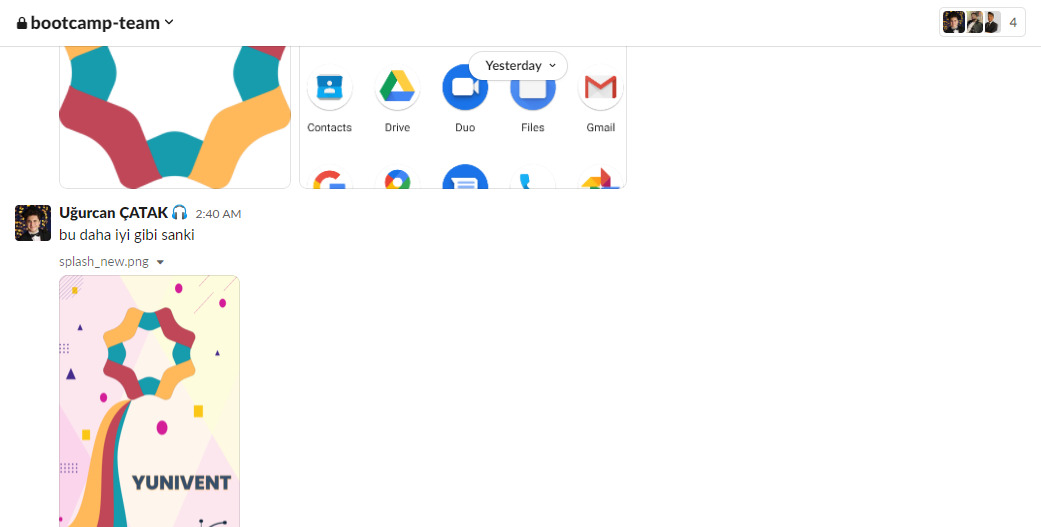 bootcamp-team
4
Yesterday
Contacts Drive Duo Files Gmail
Uğurcan ÇATAK 2:40 AM
bu daha iyi gibi sanki
splash_new.png
YUNIVENT